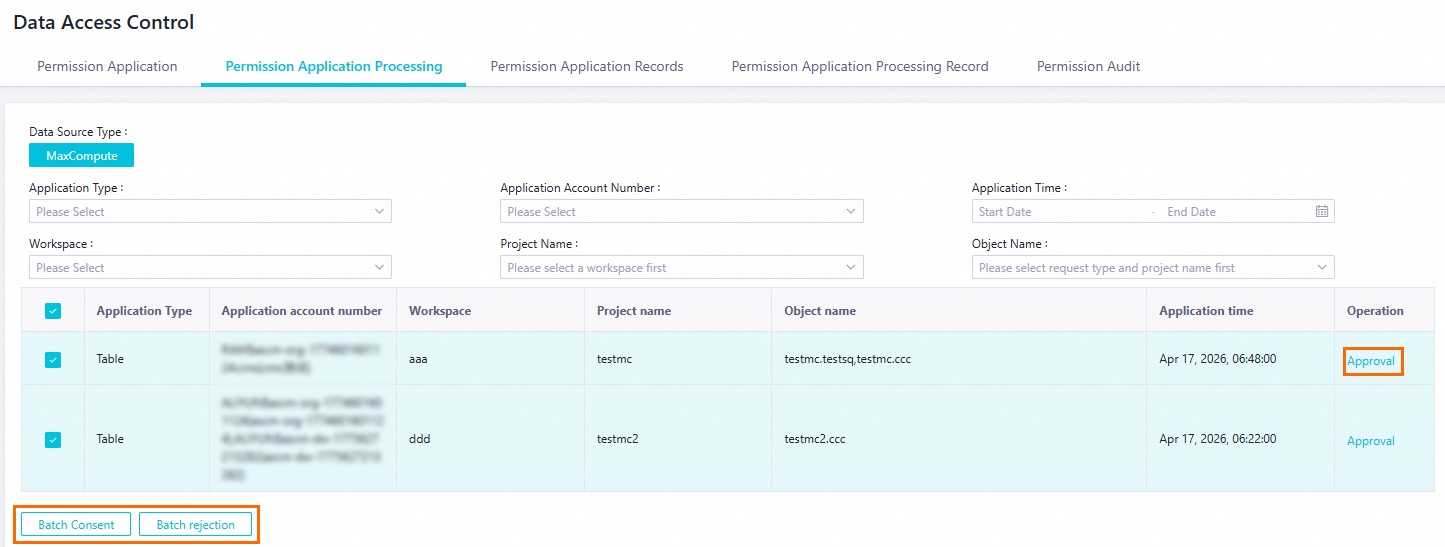 Data Access Control
Permission Application Permission Application Processing Permission Application Records Permission Application Processing Record Permission Audit
Data Source Type :
MaxCompute
Application Type : Application Account Number : Application Time :
Please Select Please Select Start Date - End Date
Workspace : Project Name : Object Name :
Please Select Please select a workspace first Please select request type and project name first
Application Type Application account number Workspace Project name Object name Application time Operation
Table aaa testmc testmc.testsq,testmc.ccc Apr 17, 2026, 06:48:00 Approval
Table ddd testmc2 testmc2.ccc Apr 17, 2026, 06:22:00 Approval
Batch Consent Batch rejection